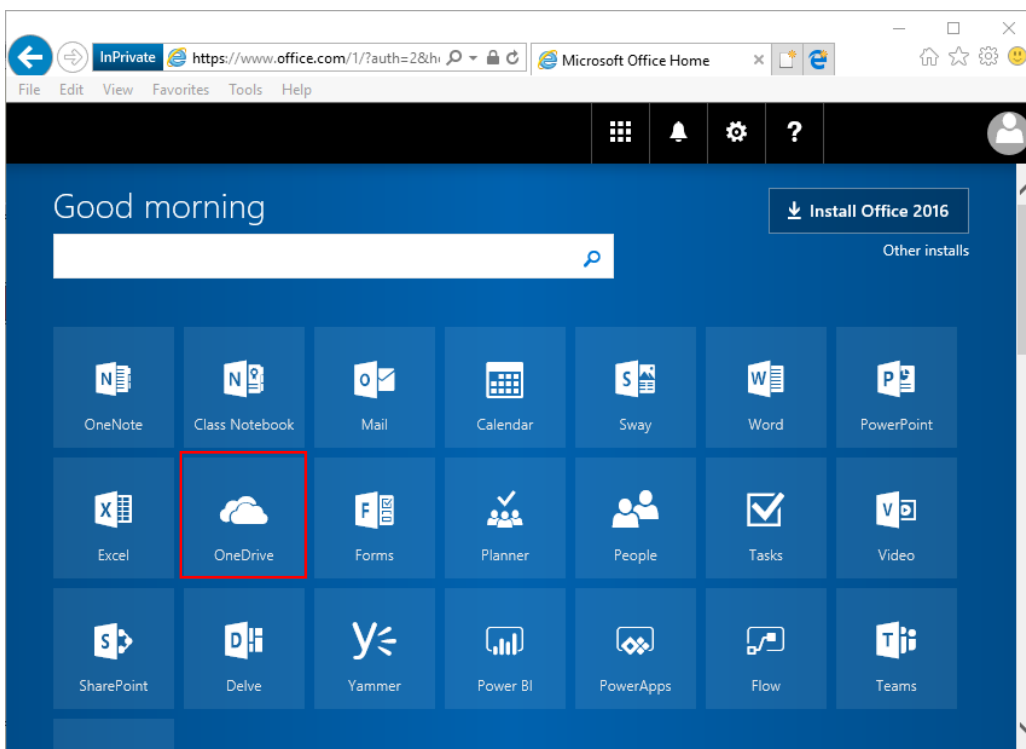 InPrivate https://www.office.com/1/?auth=2&h Microsoft Office Home
File Edit View Favorites Tools Help
Good morning
Install Office 2016
Other installs
OneNote Class Notebook Mail Calendar Sway Word PowerPoint
Excel OneDrive Forms Planner People Tasks Video
SharePoint Delve Yammer Power BI PowerApps Flow Teams